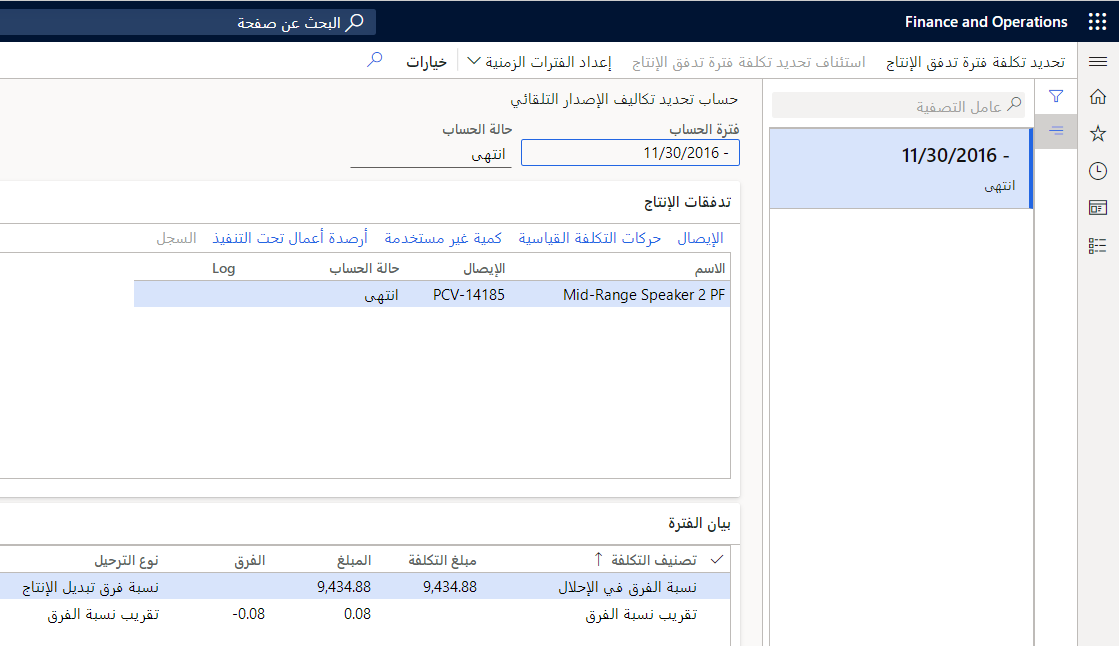 Finance and Operations
البحث عن صفحة
تحديد تكلفة فترة تدفق الإنتاج
استئناف تحديد تكلفة فترة تدفق الإنتاج
إعداد الفترات الزمنية
خيارات
عامل التصفية
11/30/2016 -
انتهى
حساب تحديد تكاليف الإصدار التلقائي
فترة الحساب
حالة الحساب
11/30/2016 -
انتهى
تدفقات الإنتاج
الإيصال
حركات التكلفة القياسية
كمية غير مستخدمة
أرصدة أعمال تحت التنفيذ
السجل
الاسم
الإيصال
حالة الحساب
Log
Mid-Range Speaker 2 PF
PCV-14185
انتهى
بيان الفترة
تصنيف التكلفة
مبلغ التكلفة
المبلغ
الفرق
نوع الترحيل
نسبة الفرق في الإحلال
9,434.88
9,434.88
نسبة فرق تبديل الإنتاج
تقريب نسبة الفرق
0.08
-0.08
تقريب نسبة الفرق